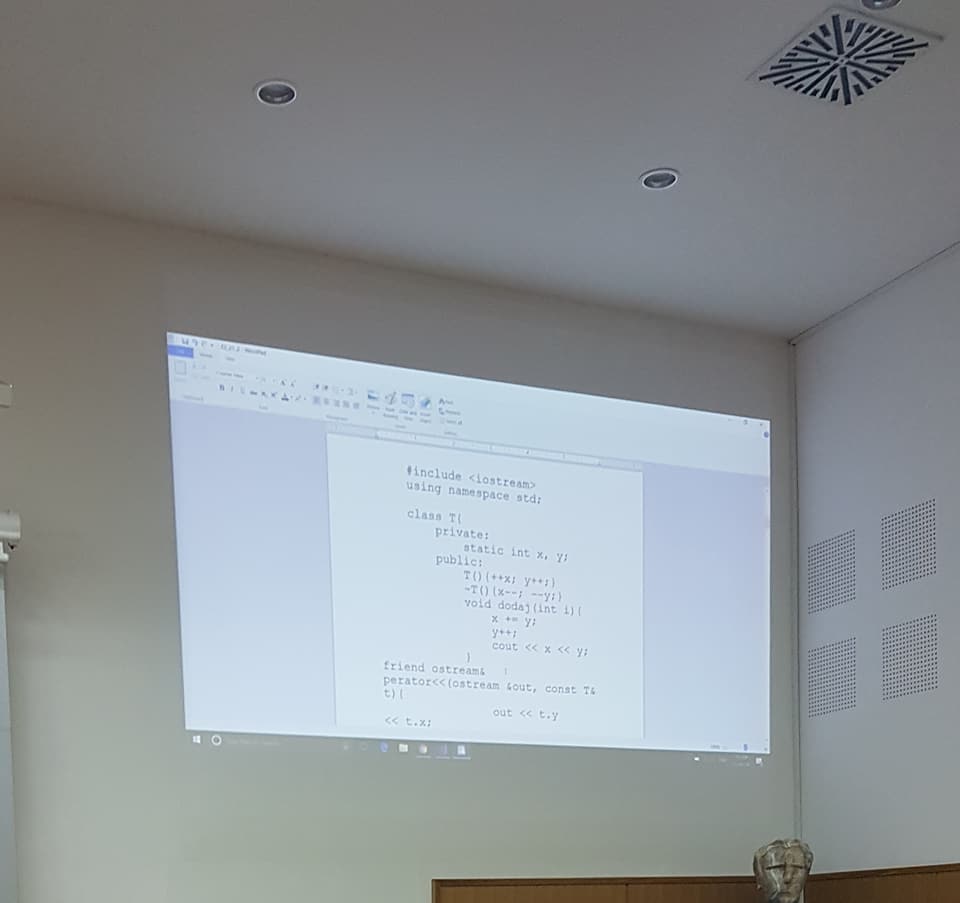 WordPad
#include <iostream>
using namespace std;
class T{
private:
static int x, y;
public:
T(){++x; y++;}
~T(){x--; --y;}
void dodaj(int i){
x += y;
y++;
cout << x << y;
}
friend ostream&
perator<<(ostream &out, const T&
t){
out << t.y
<< t.x;